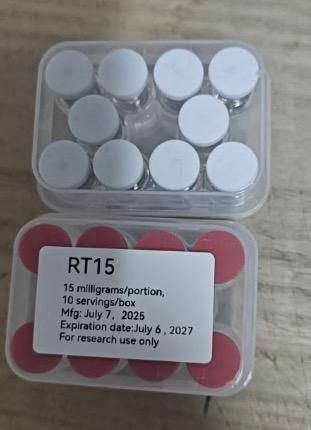 RT15
15 milligrams/portion,
10 servings/box
Mfg: July 7, 2025
Expiration date:July 6 , 2027
For research use only